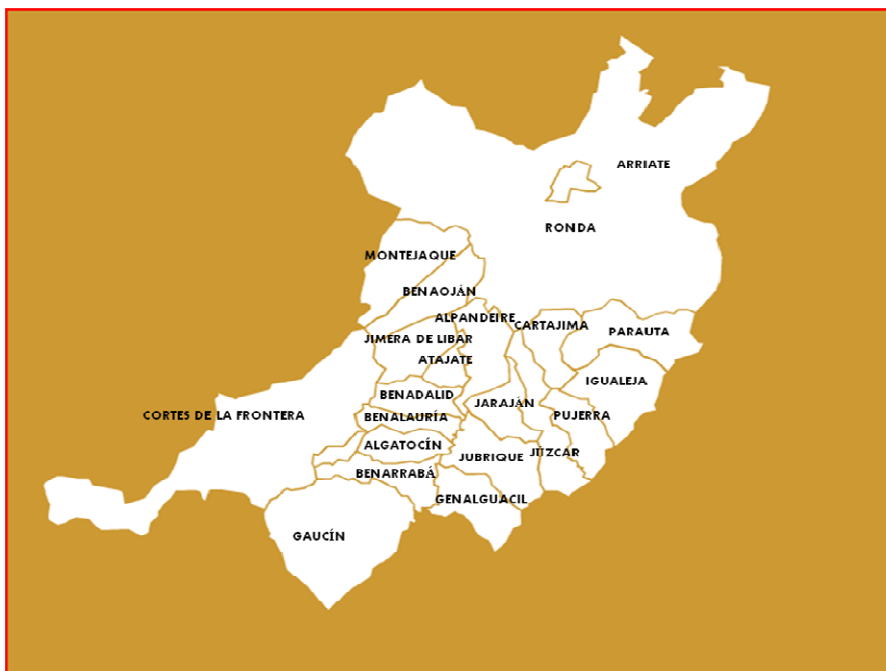 ARRIATE
RONDA
MONTEJAQUE
BENAOJÁN
ALPANDEIRE
CARTAJIMA
PARAUTA
JIMERA DE LIBAR
ATAJATE
IGUALEJA
BENADALID
JARAJÁN
PUJERRA
CORTES DE LA FRONTERA
BENALAURÍA
ALGATOCÍN
JUBRIQUE
JÚZCAR
BENARRABÁ
GENALGUACIL
GAUCÍN